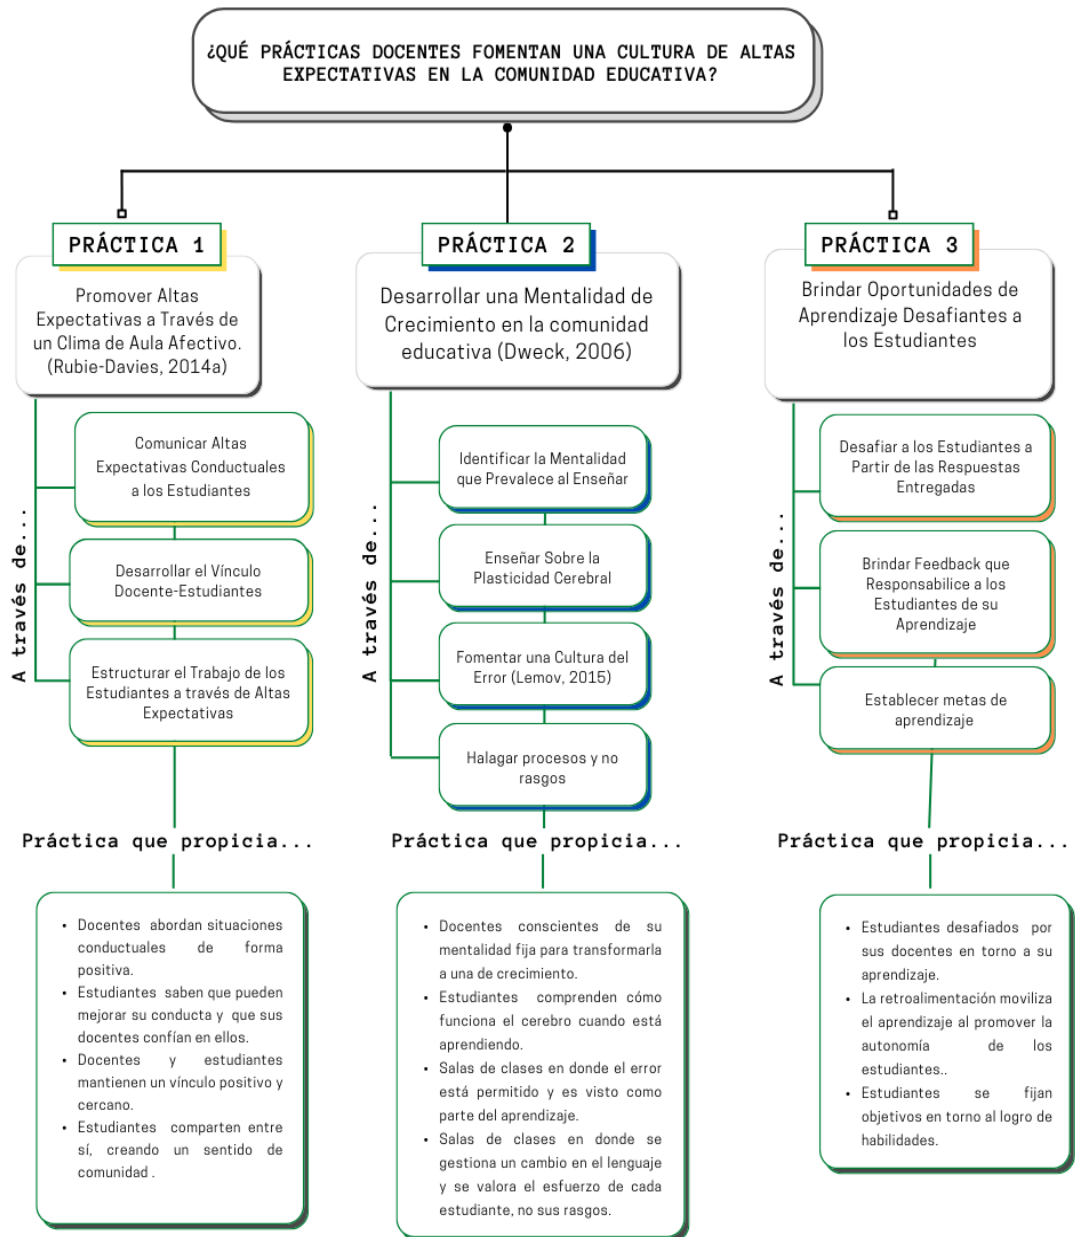 ¿QUÉ PRÁCTICAS DOCENTES FOMENTAN UNA CULTURA DE ALTAS
EXPECTATIVAS EN LA COMUNIDAD EDUCATIVA?
PRÁCTICA 1
Promover Altas
Expectativas a Través de
un Clima de Aula Afectivo.
(Rubie-Davies, 2014a)
A través de...
Comunicar Altas
Expectativas Conductuales
a los Estudiantes
Desarrollar el Vínculo
Docente-Estudiantes
Estructurar el Trabajo de los
Estudiantes a través de Altas
Expectativas
Práctica que propicia...
• Docentes abordan situaciones
conductuales de forma
positiva.
• Estudiantes saben que pueden
mejorar su conducta y que sus
docentes confían en ellos.
• Docentes y estudiantes
mantienen un vínculo positivo y
cercano.
• Estudiantes comparten entre
sí, creando un sentido de
comunidad .
PRÁCTICA 2
Desarrollar una Mentalidad de
Crecimiento en la comunidad
educativa (Dweck, 2006)
A través de...
Identificar la Mentalidad
que Prevalece al Enseñar
Enseñar Sobre la
Plasticidad Cerebral
Fomentar una Cultura del
Error (Lemov, 2015)
Halagar procesos y no
rasgos
Práctica que propicia...
• Docentes conscientes de su
mentalidad fija para transformarla
a una de crecimiento.
• Estudiantes comprenden cómo
funciona el cerebro cuando está
aprendiendo.
• Salas de clases en donde el error
está permitido y es visto como
parte del aprendizaje.
• Salas de clases en donde se
gestiona un cambio en el lenguaje
y se valora el esfuerzo de cada
estudiante, no sus rasgos.
PRÁCTICA 3
Brindar Oportunidades de
Aprendizaje Desafiantes a
los Estudiantes
A través de...
Desafiar a los Estudiantes a
Partir de las Respuestas
Entregadas
Brindar Feedback que
Responsabilice a los
Estudiantes de su
Aprendizaje
Establecer metas de
aprendizaje
Práctica que propicia...
• Estudiantes desafiados por
sus docentes en torno a su
aprendizaje.
• La retroalimentación moviliza
el aprendizaje al promover la
autonomía de los
estudiantes..
• Estudiantes se fijan
objetivos en torno al logro de
habilidades.